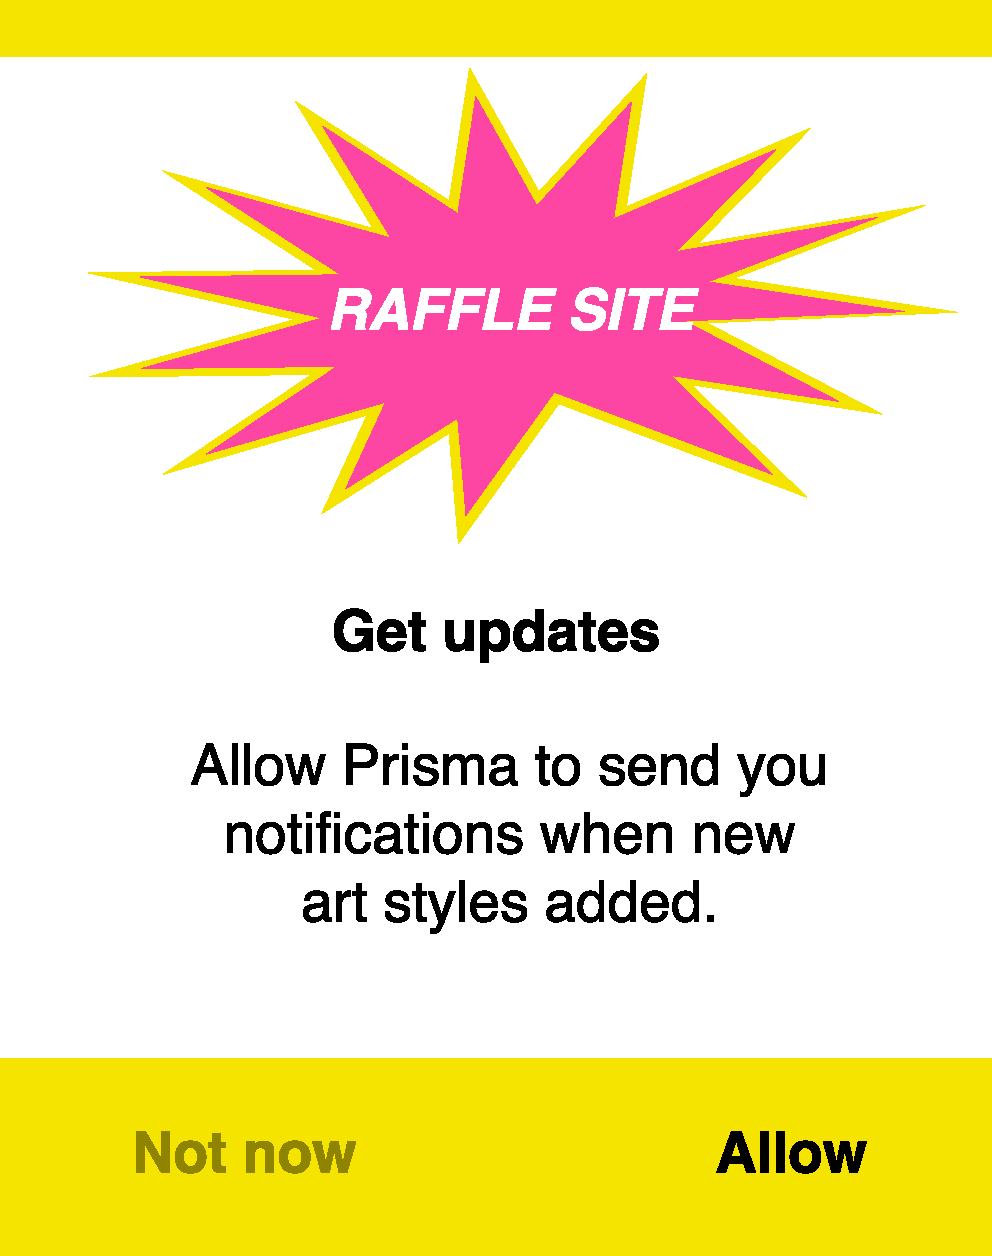 RAFFLE SITE
Get updates
Allow Prisma to send you
notifications when new
art styles added.
Not now Allow